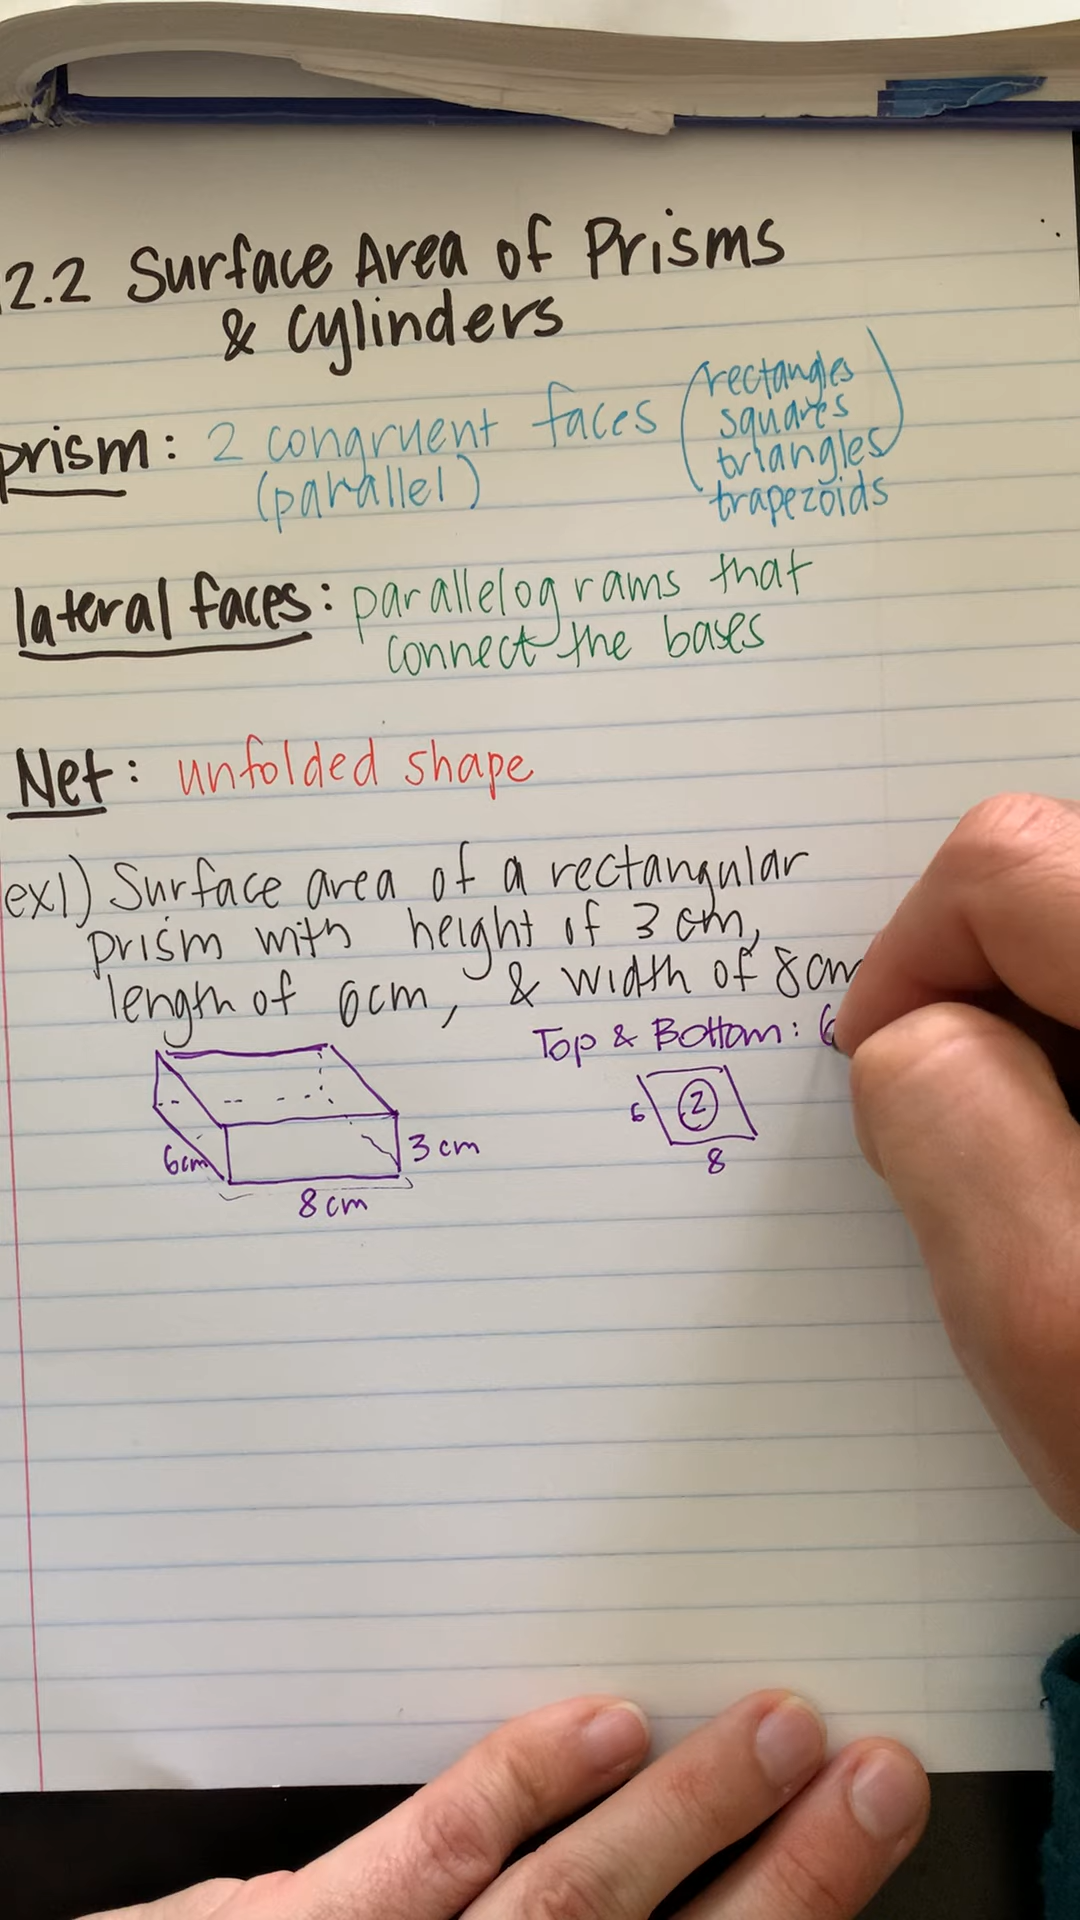 2.2 Surface Area of Prisms
& Cylinders
prism: 2 congruent faces (rectangles
squares
triangles)
(parallel)
trapezoids
lateral faces: parallelograms that
connect the bases
Net: unfolded shape
ex1) Surface area of a rectangular
prism with height of 3 cm,
length of 6cm, & width of 8cm
Top & Bottom: 6
6 2
8
6cm
3 cm
8 cm